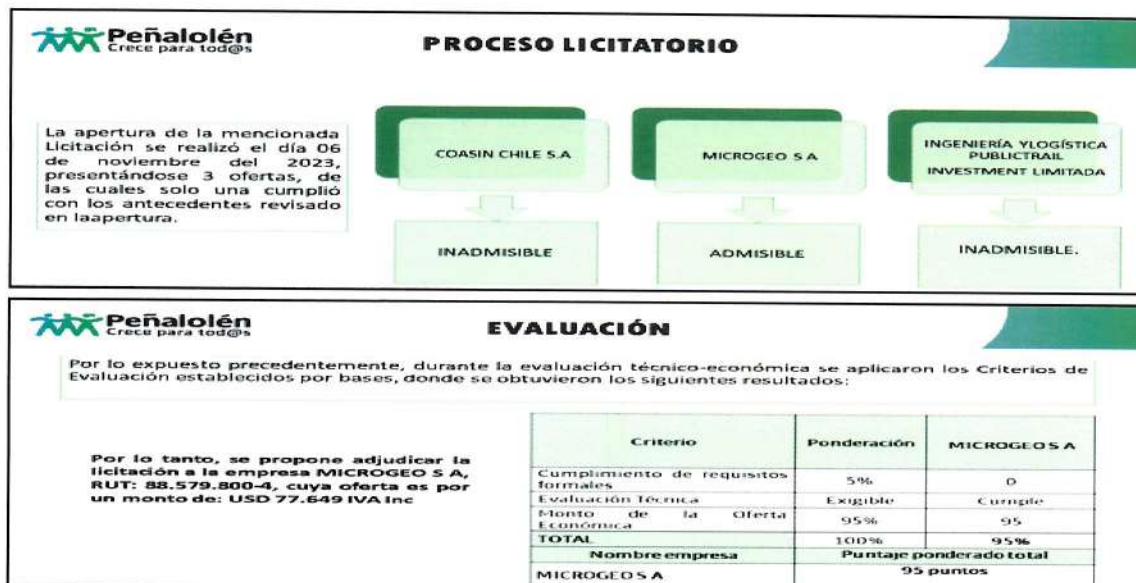 Peñalolén
Crece para tod@s
PROCESO LICITATORIO
La apertura de la mencionada
Licitación se realizó el día 06
de noviembre del 2023,
presentándose 3 ofertas, de
las cuales solo una cumplió
con los antecedentes revisado
en laapertura.
COASIN CHILE S.A
MICROGEO S A
INGENIERÍA YLOGÍSTICA
PUBLICTRAIL
INVESTMENT LIMITADA
INADMISIBLE
ADMISIBLE
INADMISIBLE.
Peñalolén
Crece para tod@s
EVALUACIÓN
Por lo expuesto precedentemente, durante la evaluación técnico-económica se aplicaron los Criterios de
Evaluación establecidos por bases, donde se obtuvieron los siguientes resultados:
Por lo tanto, se propone adjudicar la
licitación a la empresa MICROGEO S A,
RUT: 88.579.800-4, cuya oferta es por
un monto de: USD 77.649 IVA Inc
Criterio Ponderación MICROGEO S A
Cumplimiento de requisitos
formales 5% 0
Evaluación Técnica Exigible Cumple
Monto de la Oferta
Económica 95% 95
TOTAL 100% 95%
Nombre empresa Puntaje ponderado total
MICROGEO S A 95 puntos